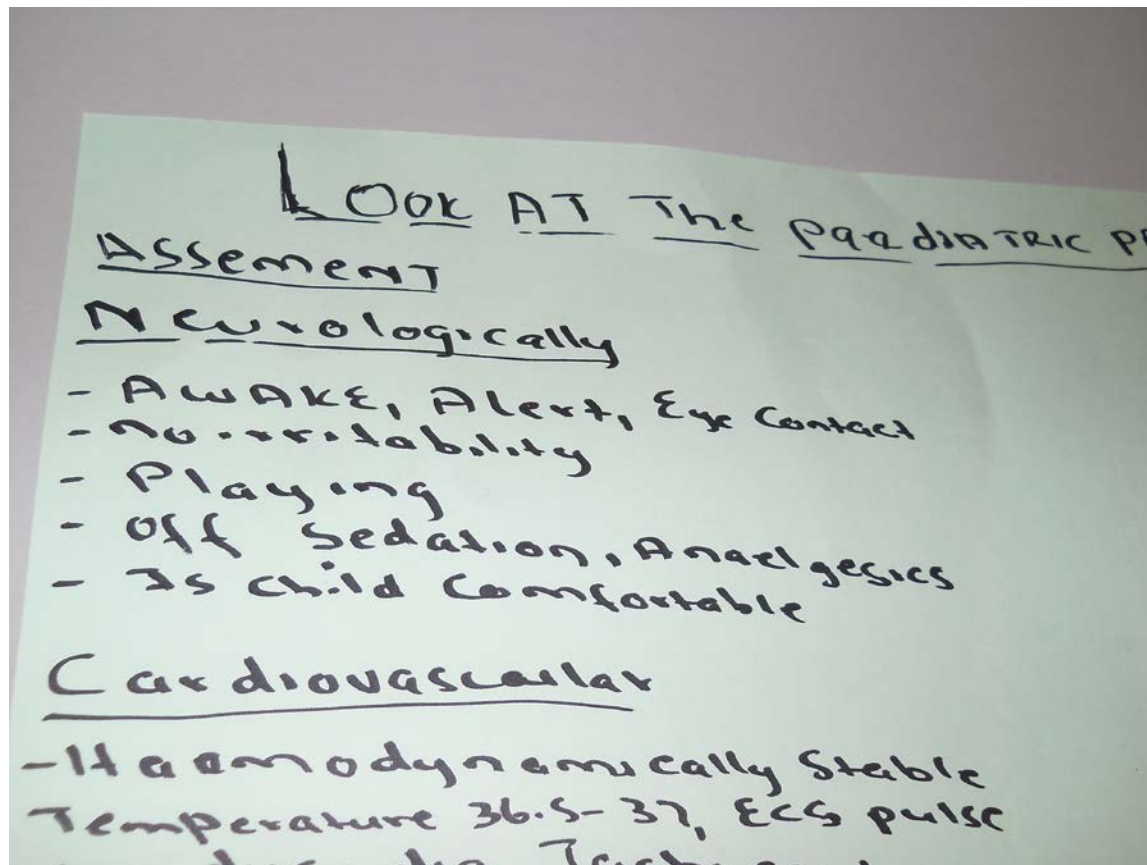 LOOK AT The PaediATRIC
ASSemenT
Neurologically
- AWAKE, Alert, Eye Contact
- no irritability
- Playing
- Off Sedation, Anaelgesics
- Is Child Comfortable
Cardiovascular
- Haemodynamically Stable
Temperature 36.5-37, ECG pulse